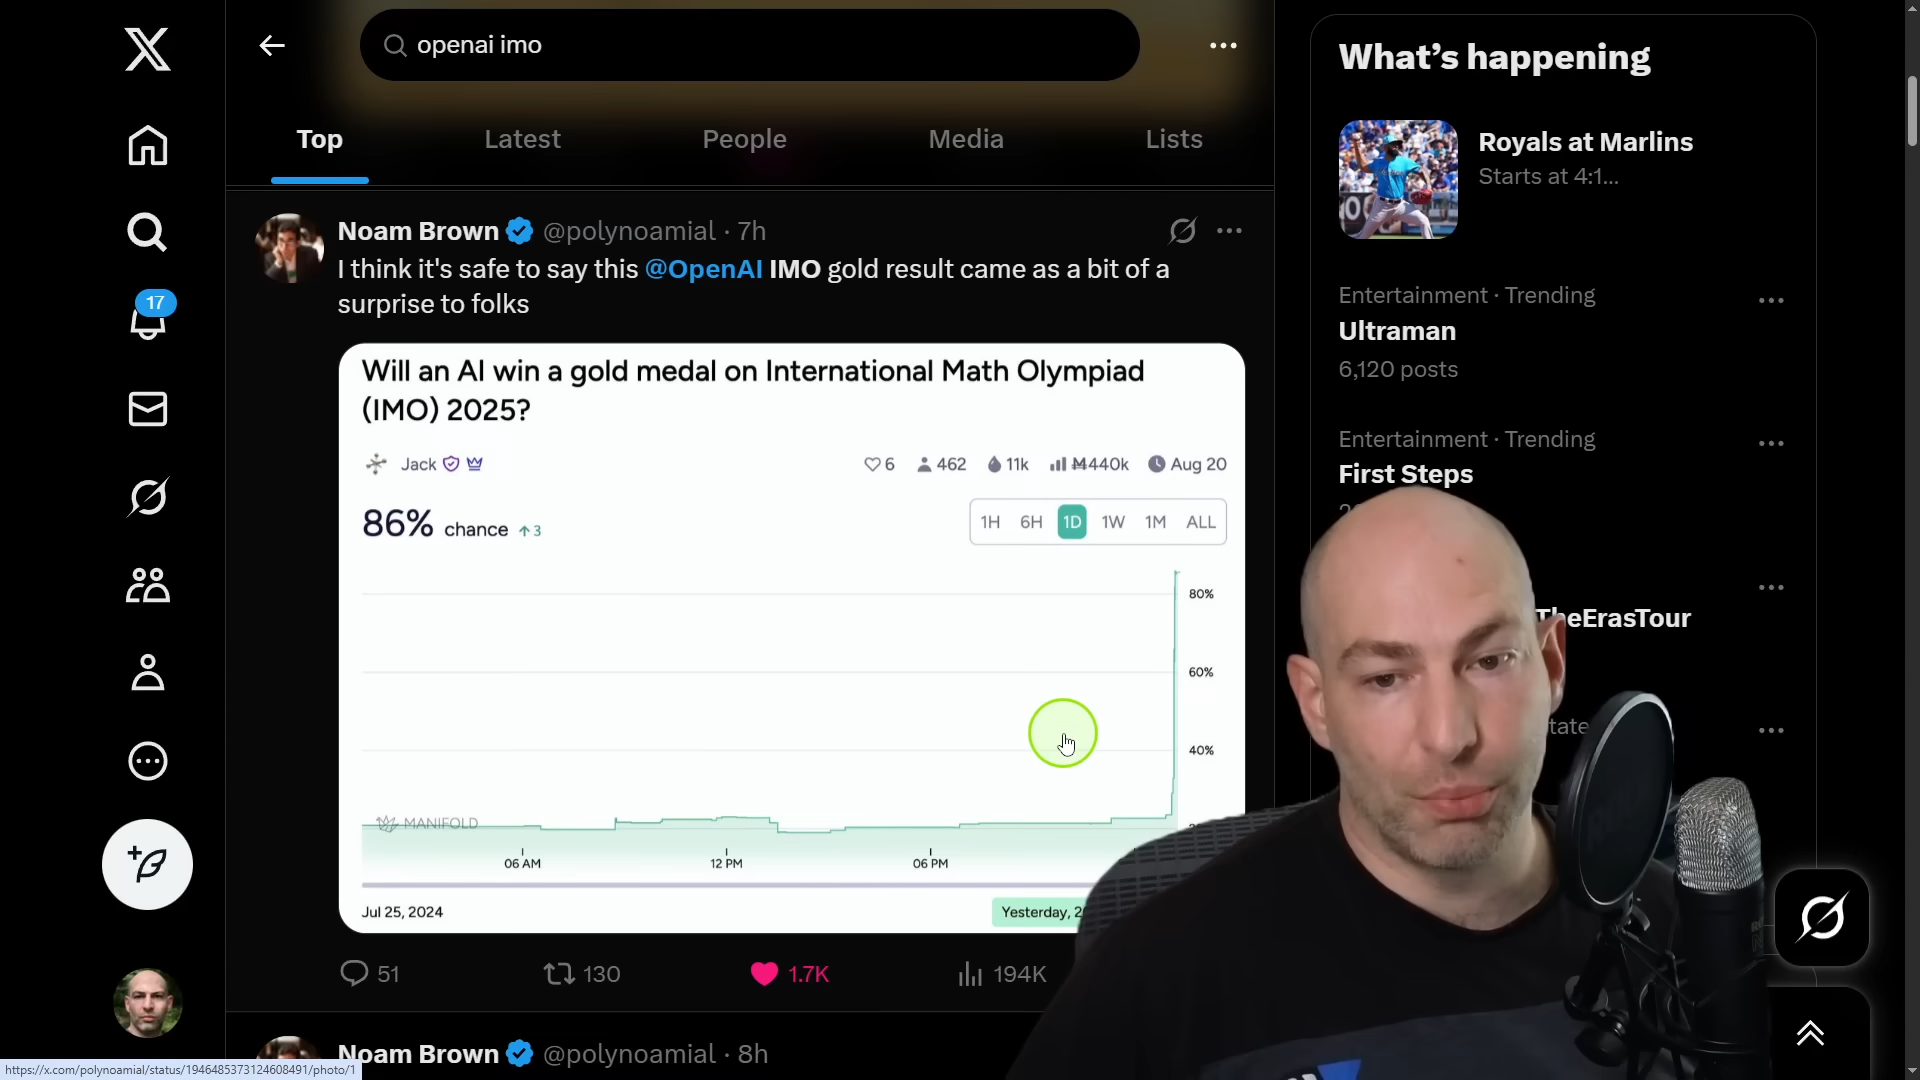 openai imo
Top
Latest
People
Media
Lists
17
Noam Brown @polynoamial · 7h
I think it's safe to say this @OpenAI IMO gold result came as a bit of a
surprise to folks
Will an AI win a gold medal on International Math Olympiad
(IMO) 2025?
Jack
6
462
11k
Ṁ440k
Aug 20
86% chance ↑3
1H
6H
1D
1W
1M
ALL
80%
60%
40%
MANIFOLD
06 AM
12 PM
06 PM
Jul 25, 2024
Yesterday,
51
130
1.7K
194K
Noam Brown @polynoamial · 8h
https://x.com/polynoamial/status/1946485373124608491/photo/1
What's happening
Royals at Marlins
Starts at 4:1...
Entertainment · Trending
Ultraman
6,120 posts
Entertainment · Trending
First Steps
TheErasTour